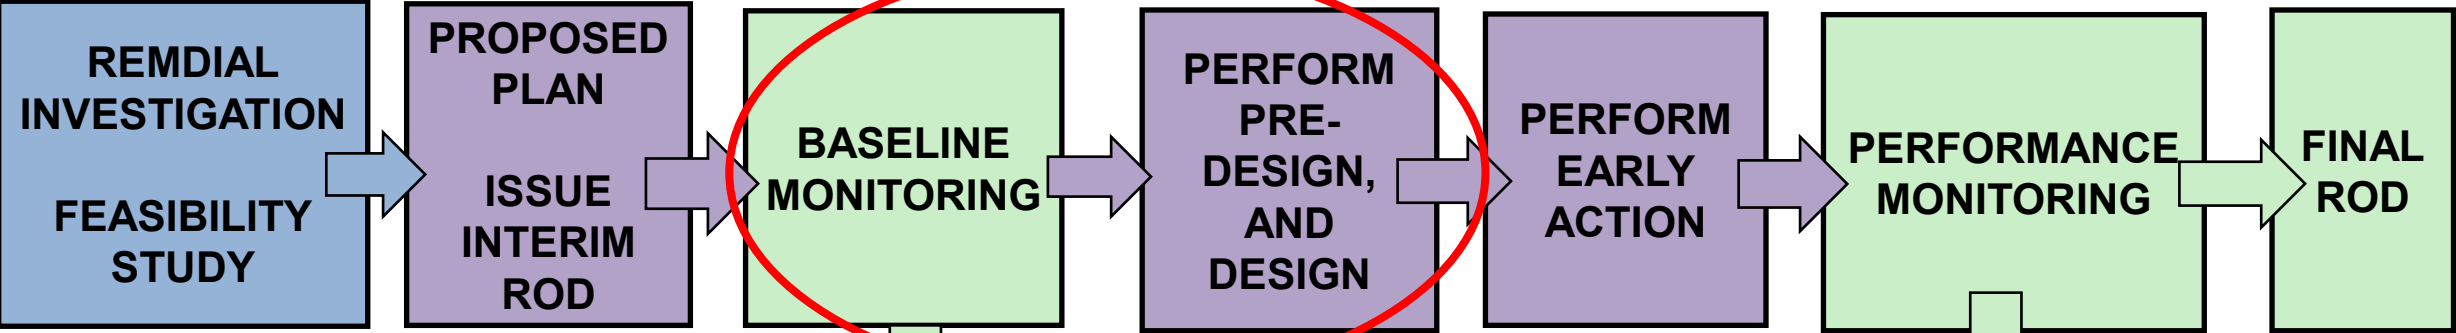 REMDIAL
INVESTIGATION
FEASIBILITY
STUDY
PROPOSED
PLAN
ISSUE
INTERIM
ROD
BASELINE
MONITORING
PERFORM
PRE-
DESIGN,
AND
DESIGN
PERFORM
EARLY
ACTION
PERFORMANCE
MONITORING
FINAL
ROD